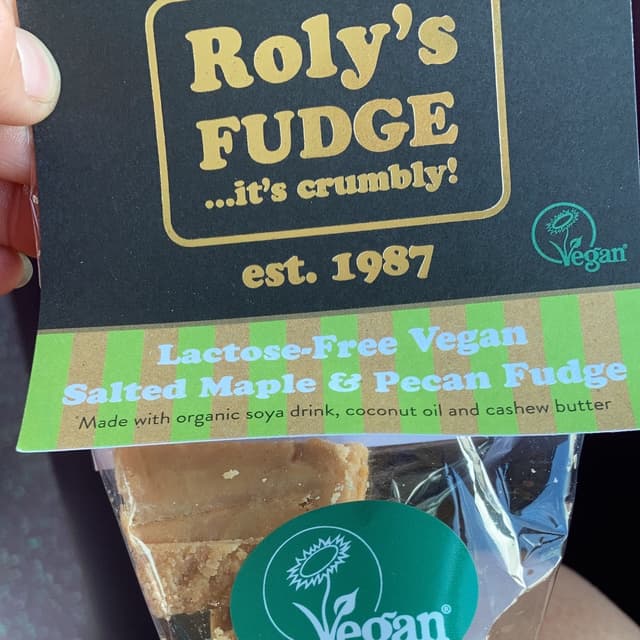 Roly's
FUDGE
...it's crumbly!
est. 1987
Vegan
Lactose-Free Vegan
Salted Maple & Pecan Fudge
Made with organic soya drink, coconut oil and cashew butter
Vegan®